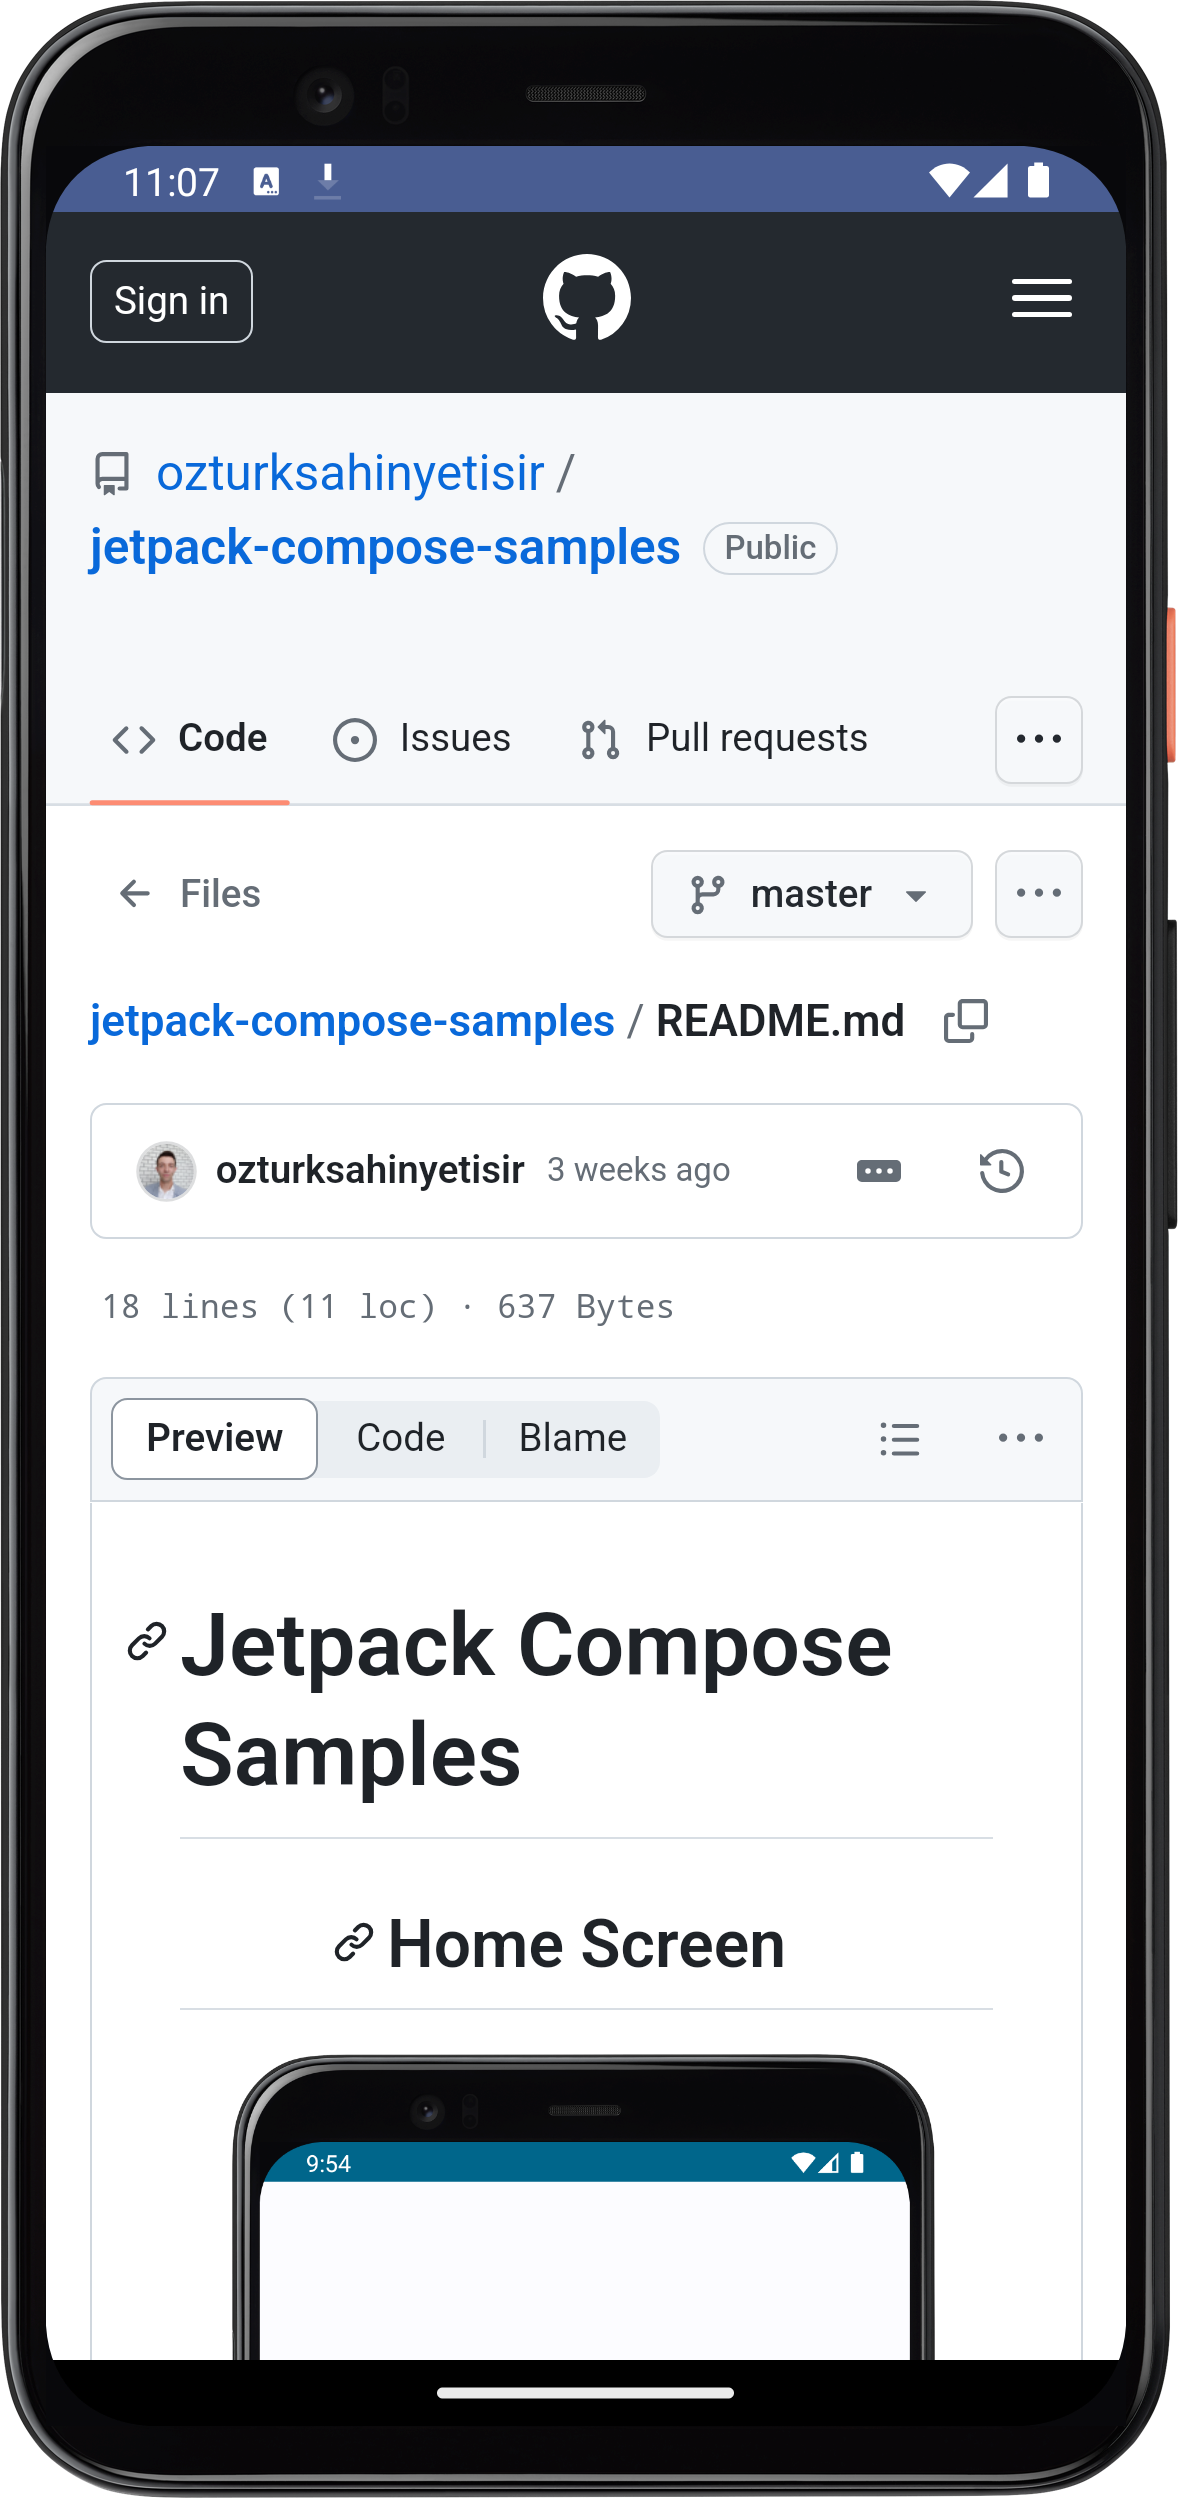 11:07
Sign in
ozturksahinyetisir /
jetpack-compose-samples Public
Code Issues Pull requests
Files master
jetpack-compose-samples / README.md
ozturksahinyetisir 3 weeks ago
18 lines (11 loc) · 637 Bytes
Preview Code Blame
Jetpack Compose
Samples
Home Screen
9:54